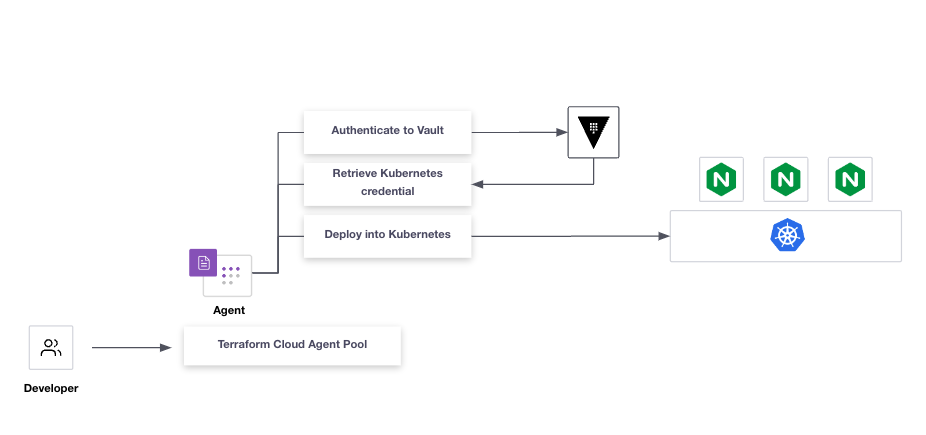 Authenticate to Vault
Retrieve Kubernetes
credential
N N N
Deploy into Kubernetes
Agent
Terraform Cloud Agent Pool
Developer